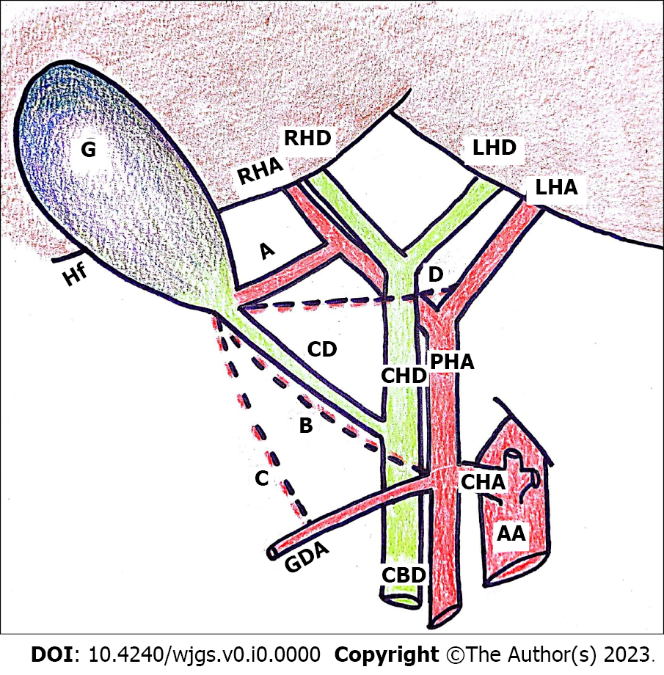 G
RHD
RHA
LHD
LHA
A
Hf
D
CD
CHD
PHA
B
C
CHA
AA
GDA
CBD
DOI: 10.4240/wjgs.v0.i0.0000 Copyright ©The Author(s) 2023.